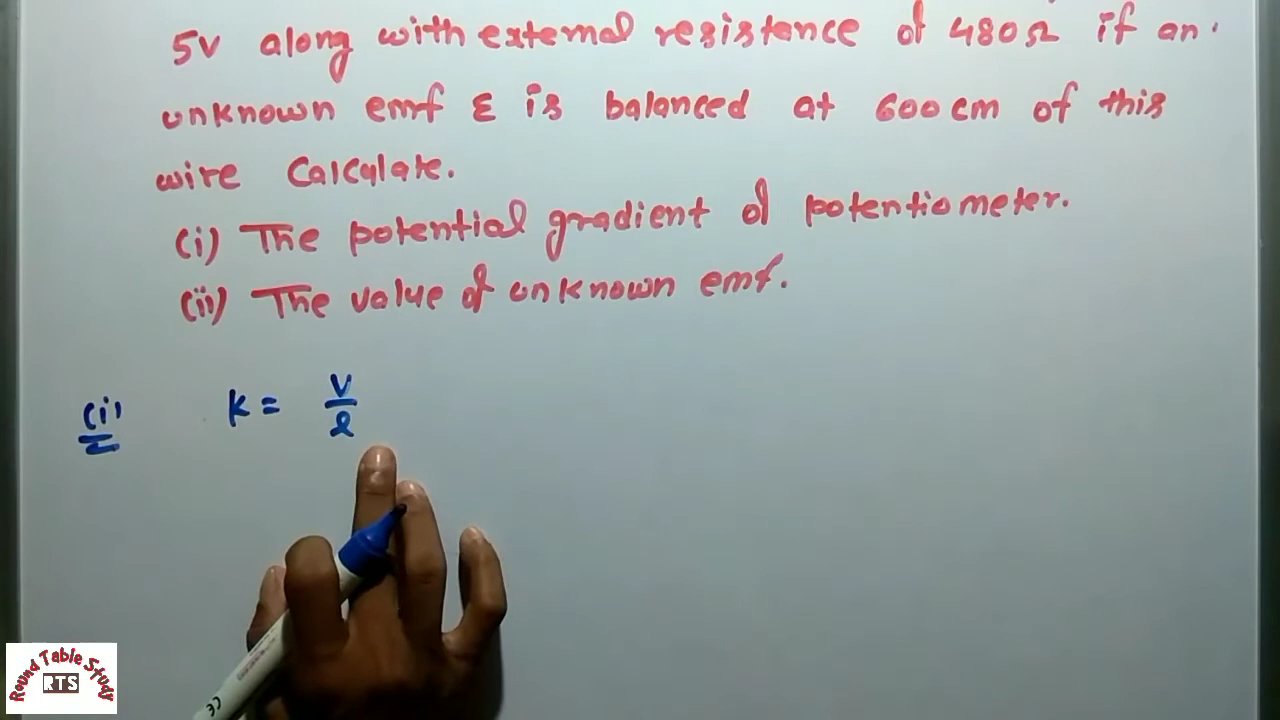 5v along with external resistance of 480Ω if an
unknown emf ε is balanced at 600cm of this
wire Calculate.
(i) The potential gradient of potentiometer.
(ii) The value of unknown emf.
(i) k = V/l
Round Table Study
RTS